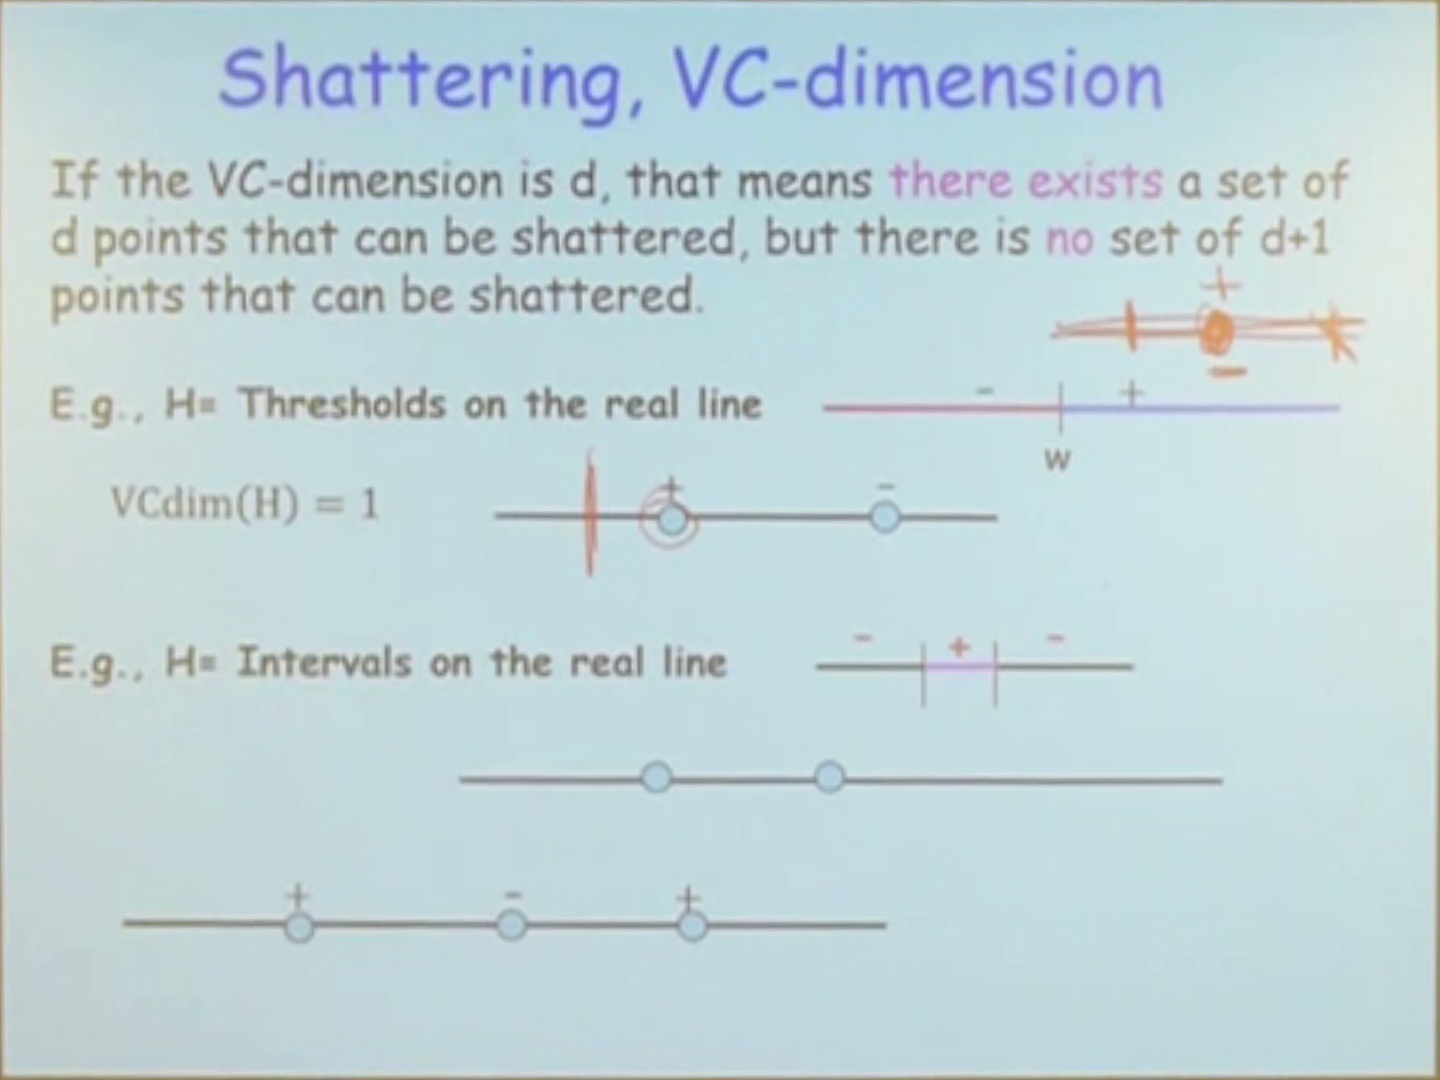 Shattering, VC-dimension
If the VC-dimension is d, that means there exists a set of
d points that can be shattered, but there is no set of d+1
points that can be shattered.
+
−
E.g., H= Thresholds on the real line
− +
w
VCdim(H) = 1
+ −
E.g., H= Intervals on the real line
− + −
+ − +